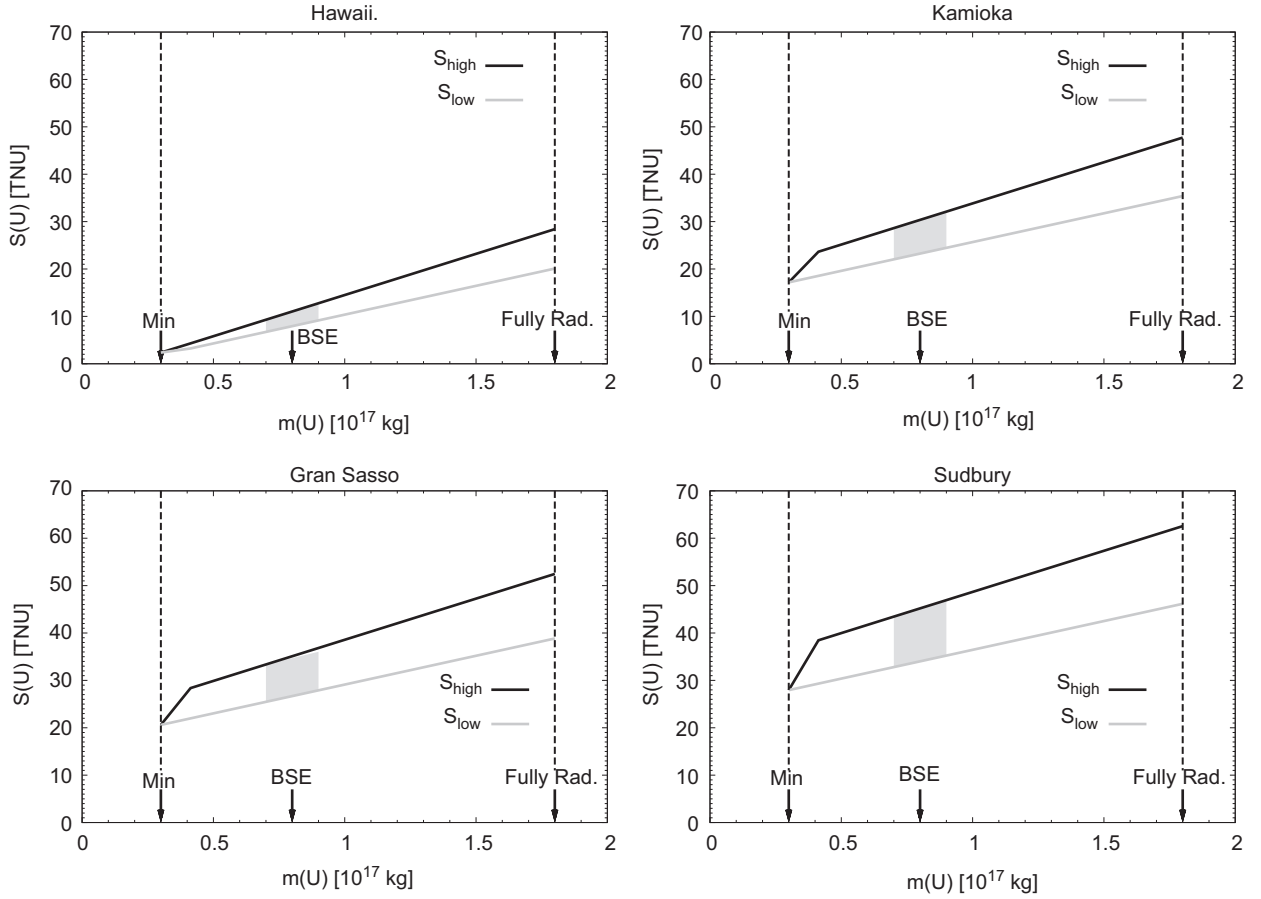 Hawaii.
70
60
50
40
30
20
10
0
S(U) [TNU]
S_high
S_low
Min
BSE
Fully Rad.
0 0.5 1 1.5 2
m(U) [10^17 kg]
Kamioka
70
60
50
40
30
20
10
0
S(U) [TNU]
S_high
S_low
Min
BSE
Fully Rad.
0 0.5 1 1.5 2
m(U) [10^17 kg]
Gran Sasso
70
60
50
40
30
20
10
0
S(U) [TNU]
S_high
S_low
Min
BSE
Fully Rad.
0 0.5 1 1.5 2
m(U) [10^17 kg]
Sudbury
70
60
50
40
30
20
10
0
S(U) [TNU]
S_high
S_low
Min
BSE
Fully Rad.
0 0.5 1 1.5 2
m(U) [10^17 kg]